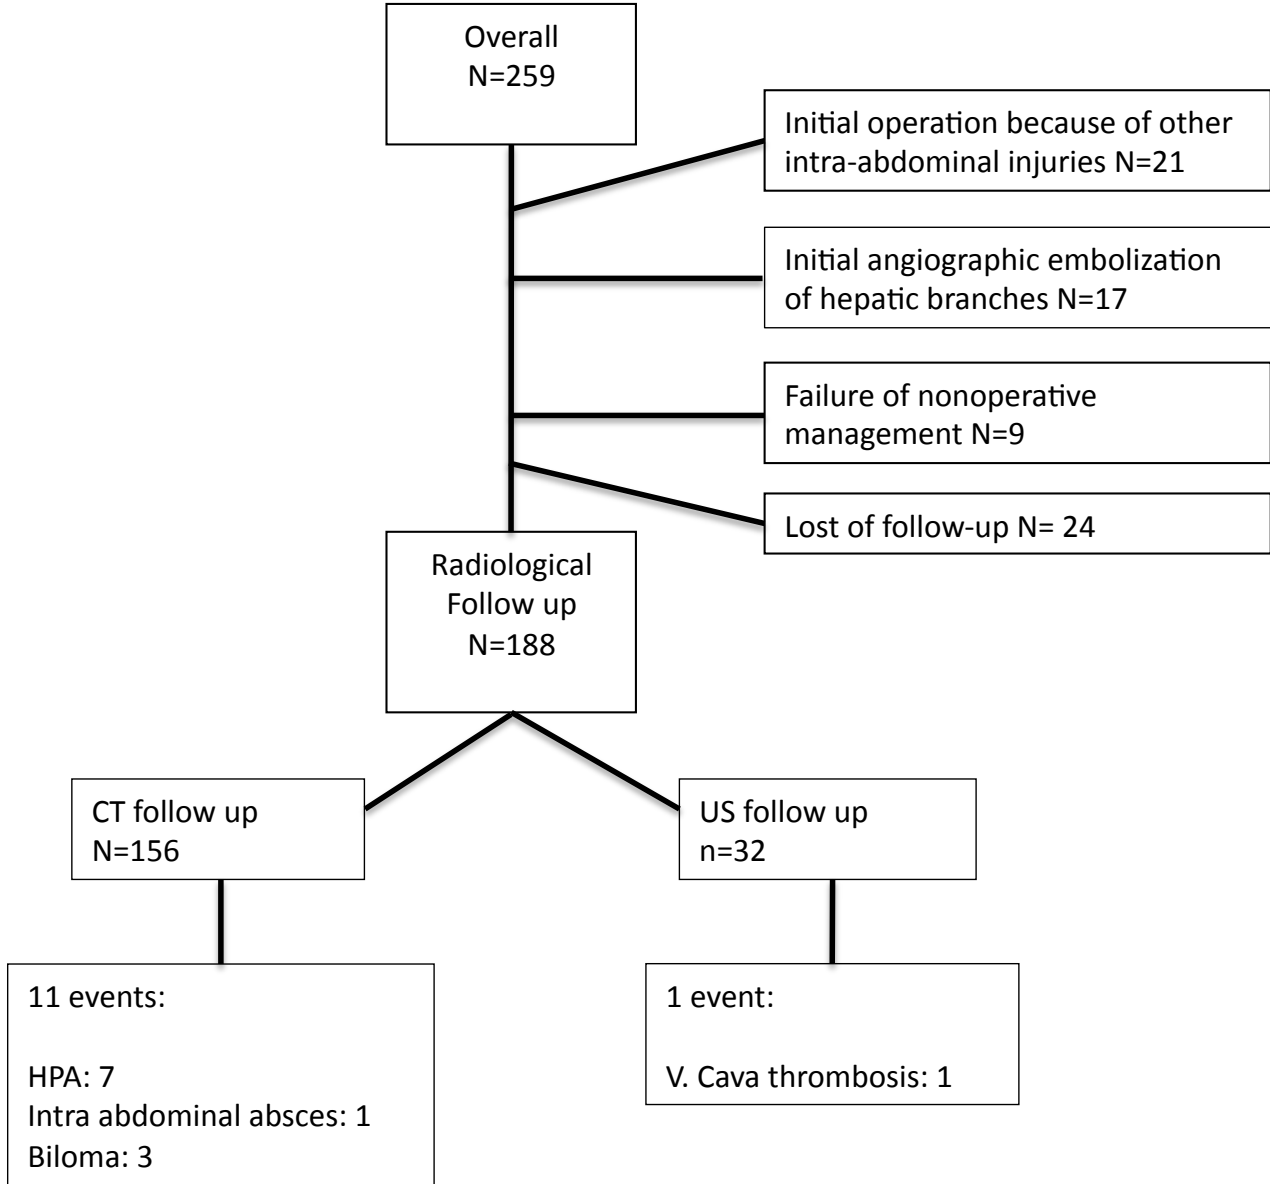 Overall
N=259
Initial operation because of other
intra-abdominal injuries N=21
Initial angiographic embolization
of hepatic branches N=17
Failure of nonoperative
management N=9
Lost of follow-up N= 24
Radiological
Follow up
N=188
CT follow up
N=156
US follow up
n=32
11 events:
HPA: 7
Intra abdominal absces: 1
Biloma: 3
1 event:
V. Cava thrombosis: 1